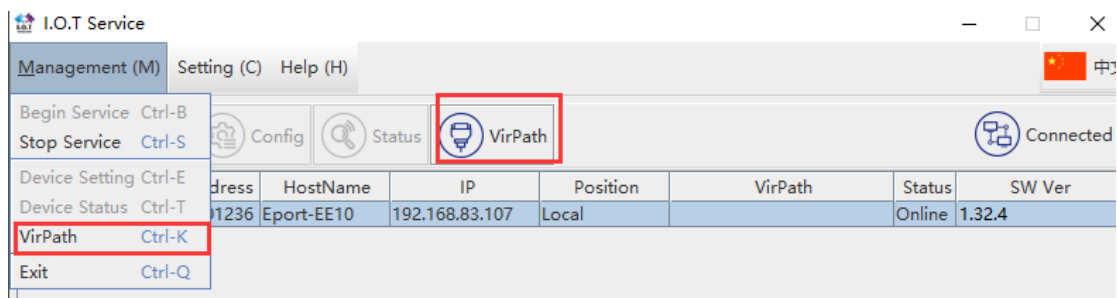 I.O.T Service
Management (M) Setting (C) Help (H)
Begin Service Ctrl-B
Stop Service Ctrl-S
Device Setting Ctrl-E
Device Status Ctrl-T
VirPath Ctrl-K
Exit Ctrl-Q
Config Status VirPath Connected
dress HostName IP Position VirPath Status SW Ver
01236 Eport-EE10 192.168.83.107 Local Online 1.32.4